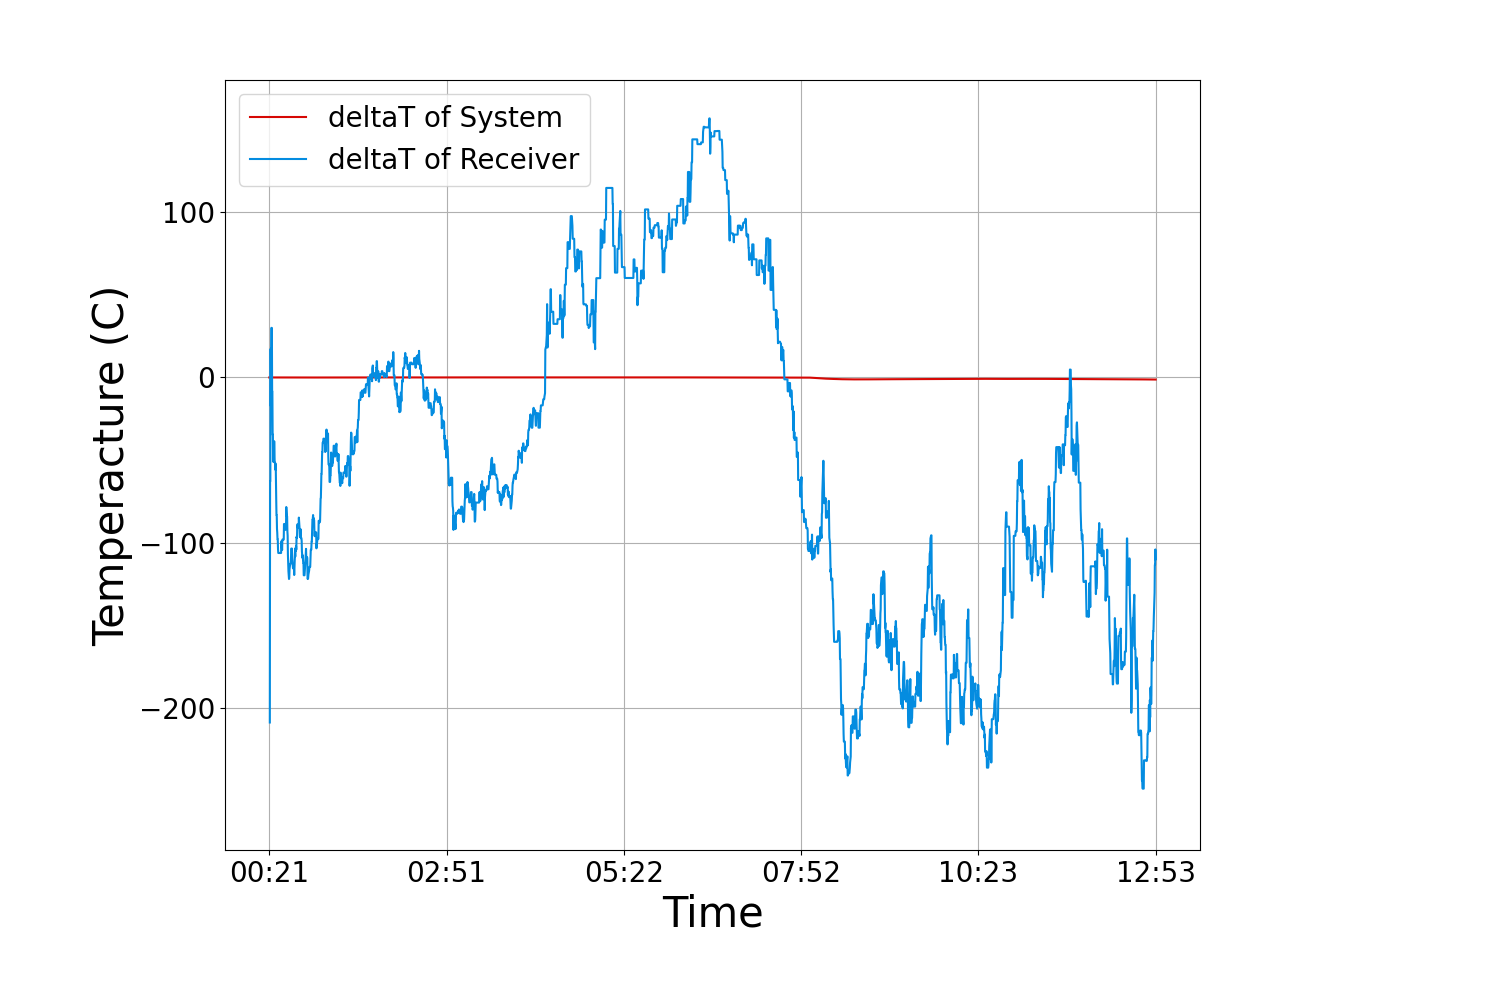 deltaT of System
deltaT of Receiver
Temperacture (C)
100
0
−100
−200
00:21 02:51 05:22 07:52 10:23 12:53
Time